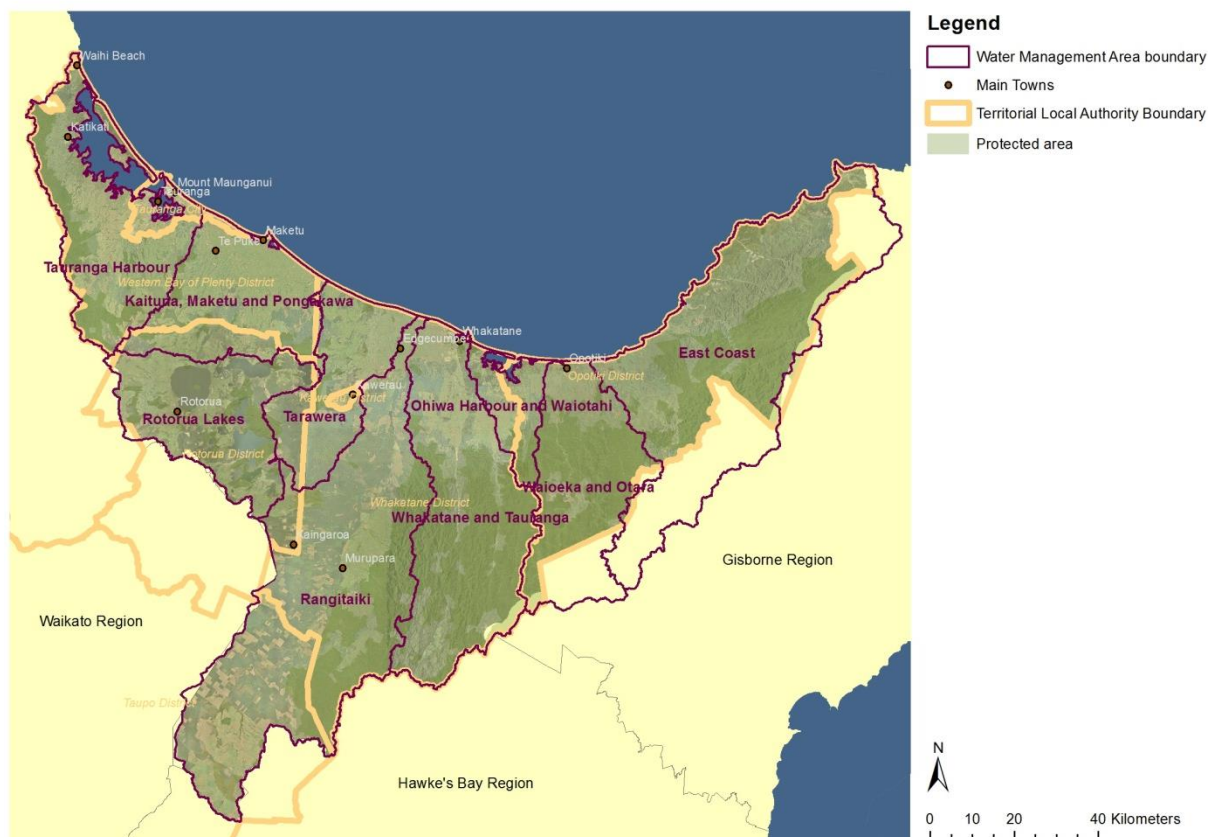 Legend
Water Management Area boundary
Main Towns
Territorial Local Authority Boundary
Protected area
Waihi Beach
Katikati
Mount Maunganui
Tauranga
Tauranga City
Maketu
Te Puke
Tauranga Harbour
Western Bay of Plenty District
Kaituna, Maketu and Pongakawa
Whakatane
Edgecumbe
East Coast
Opotiki
Opotiki District
Kawerau
Kawerau District
Rotorua
Ohiwa Harbour and Waiotahi
Rotorua Lakes
Tarawera
Rotorua District
Waioeka and Otara
Whakatane District
Whakatane and Tauranga
Kaingaroa
Murupara
Gisborne Region
Rangitaiki
Waikato Region
Taupo District
Hawke's Bay Region
N
0 10 20 40 Kilometers